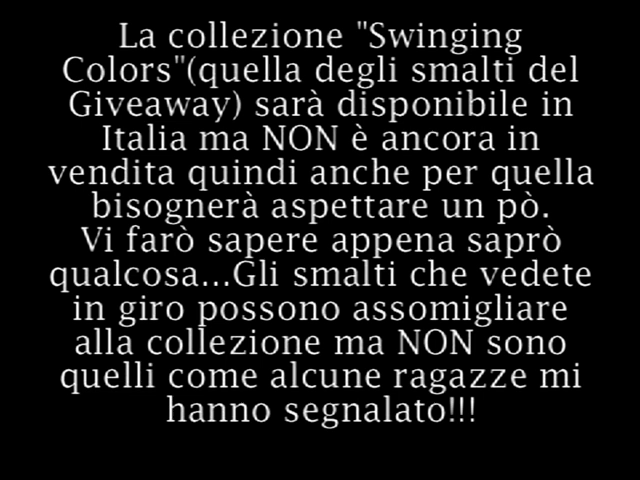 La collezione "Swinging
Colors"(quella degli smalti del
Giveaway) sarà disponibile in
Italia ma NON è ancora in
vendita quindi anche per quella
bisognerà aspettare un pò.
Vi farò sapere appena saprò
qualcosa...Gli smalti che vedete
in giro possono assomigliare
alla collezione ma NON sono
quelli come alcune ragazze mi
hanno segnalato!!!